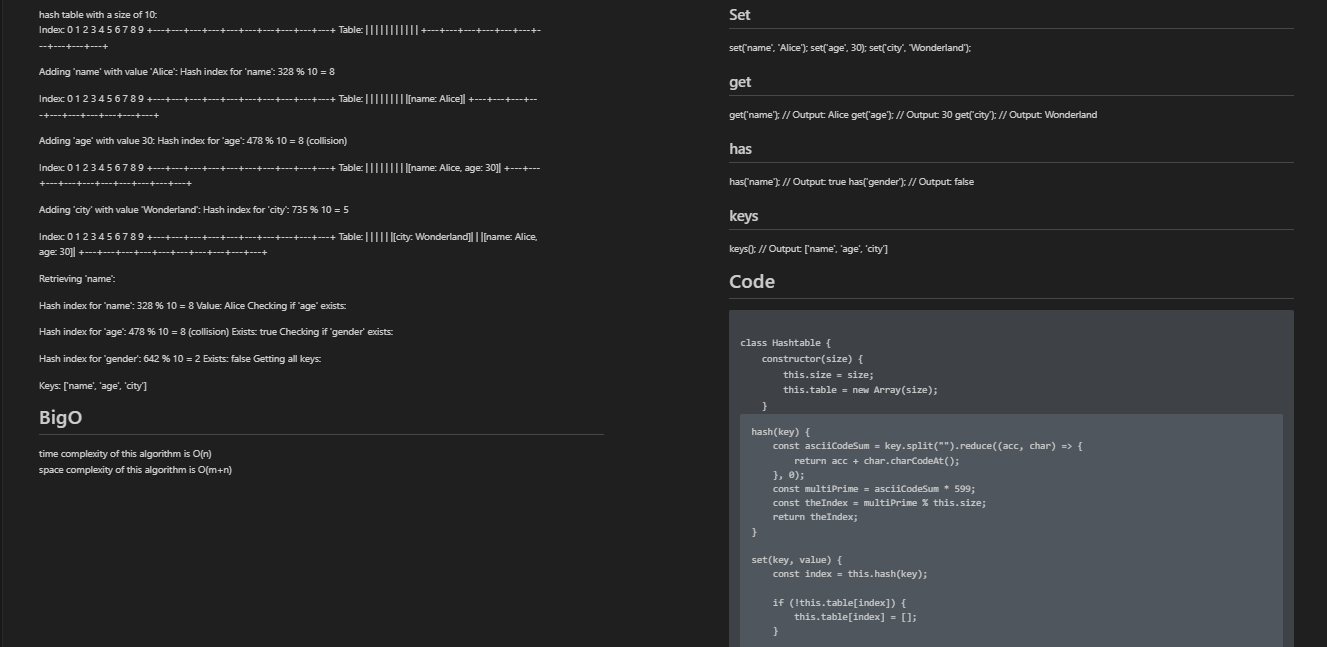 hash table with a size of 10:
Index: 0 1 2 3 4 5 6 7 8 9 +---+---+---+---+---+---+---+---+---+---+ Table: | | | | | | | | | | | +---+---+---+---+---+---+-
--+---+---+---+
Adding 'name' with value 'Alice': Hash index for 'name': 328 % 10 = 8
Index: 0 1 2 3 4 5 6 7 8 9 +---+---+---+---+---+---+---+---+---+---+ Table: | | | | | | | | |[name: Alice]| +---+---+---+--
-+---+---+---+---+---+---+
Adding 'age' with value 30: Hash index for 'age': 478 % 10 = 8 (collision)
Index: 0 1 2 3 4 5 6 7 8 9 +---+---+---+---+---+---+---+---+---+---+ Table: | | | | | | | | |[name: Alice, age: 30]| +---+---
+---+---+---+---+---+---+---+---+
Adding 'city' with value 'Wonderland': Hash index for 'city': 735 % 10 = 5
Index: 0 1 2 3 4 5 6 7 8 9 +---+---+---+---+---+---+---+---+---+---+ Table: | | | | | |[city: Wonderland]| | |[name: Alice,
age: 30]| +---+---+---+---+---+---+---+---+---+---+
Retrieving 'name':
Hash index for 'name': 328 % 10 = 8 Value: Alice Checking if 'age' exists:
Hash index for 'age': 478 % 10 = 8 (collision) Exists: true Checking if 'gender' exists:
Hash index for 'gender': 642 % 10 = 2 Exists: false Getting all keys:
Keys: ['name', 'age', 'city']
BigO
time complexity of this algorithm is O(n)
space complexity of this algorithm is O(m+n)
Set
set('name', 'Alice'); set('age', 30); set('city', 'Wonderland');
get
get('name'); // Output: Alice get('age'); // Output: 30 get('city'); // Output: Wonderland
has
has('name'); // Output: true has('gender'); // Output: false
keys
keys(); // Output: ['name', 'age', 'city']
Code
class Hashtable {
constructor(size) {
this.size = size;
this.table = new Array(size);
}
hash(key) {
const asciiCodeSum = key.split("").reduce((acc, char) => {
return acc + char.charCodeAt();
}, 0);
const multiPrime = asciiCodeSum * 599;
const theIndex = multiPrime % this.size;
return theIndex;
}
set(key, value) {
const index = this.hash(key);
if (!this.table[index]) {
this.table[index] = [];
}